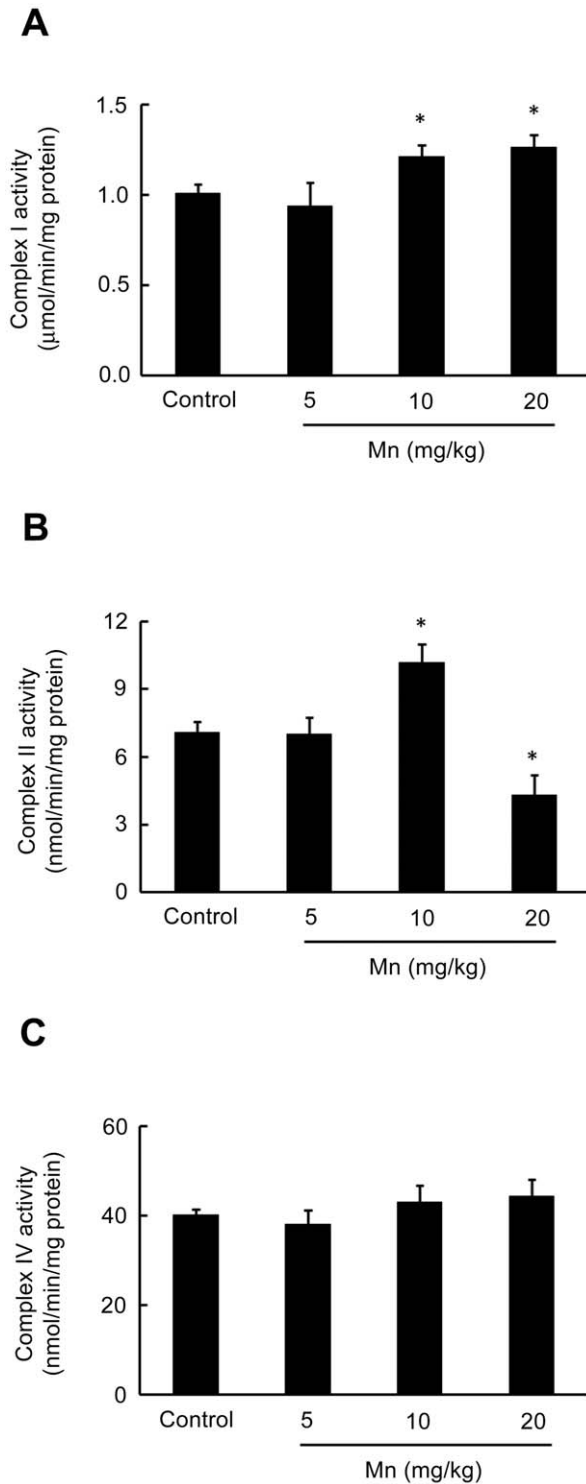 A
Complex I activity
(μmol/min/mg protein)
1.5
1.0
0.5
0.0
* *
Control 5 10 20
Mn (mg/kg)
B
Complex II activity
(nmol/min/mg protein)
12
9
6
3
0
*
*
Control 5 10 20
Mn (mg/kg)
C
Complex IV activity
(nmol/min/mg protein)
60
40
20
0
Control 5 10 20
Mn (mg/kg)